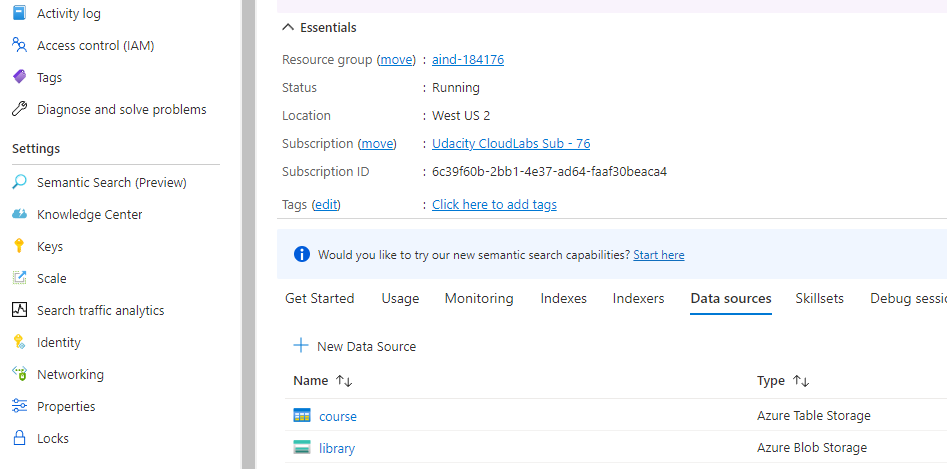 Activity log
Access control (IAM)
Tags
Diagnose and solve problems
Settings
Semantic Search (Preview)
Knowledge Center
Keys
Scale
Search traffic analytics
Identity
Networking
Properties
Locks
Essentials
Resource group (move) : aind-184176
Status : Running
Location : West US 2
Subscription (move) : Udacity CloudLabs Sub - 76
Subscription ID : 6c39f60b-2bb1-4e37-ad64-faaf30beaca4
Tags (edit) : Click here to add tags
Would you like to try our new semantic search capabilities? Start here
Get Started Usage Monitoring Indexes Indexers Data sources Skillsets Debug sessi
New Data Source
Name Type
course Azure Table Storage
library Azure Blob Storage